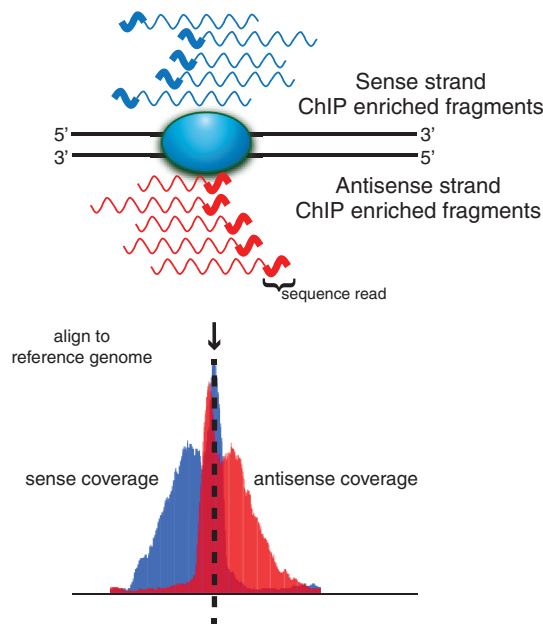 Sense strand
ChIP enriched fragments
5’ 3’
3’ 5’
Antisense strand
ChIP enriched fragments
sequence read
align to
reference genome
sense coverage antisense coverage